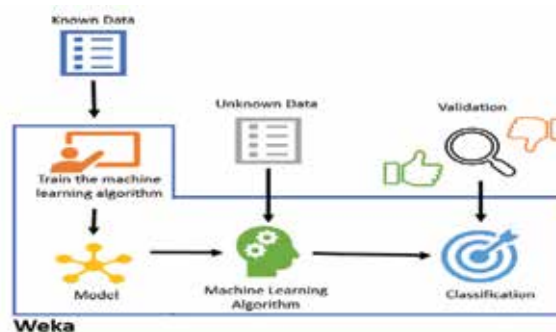 Known Data
Unknown Data
Validation
Train the machine
learning algorithm
Model
Machine Learning
Algorithm
Classification
Weka